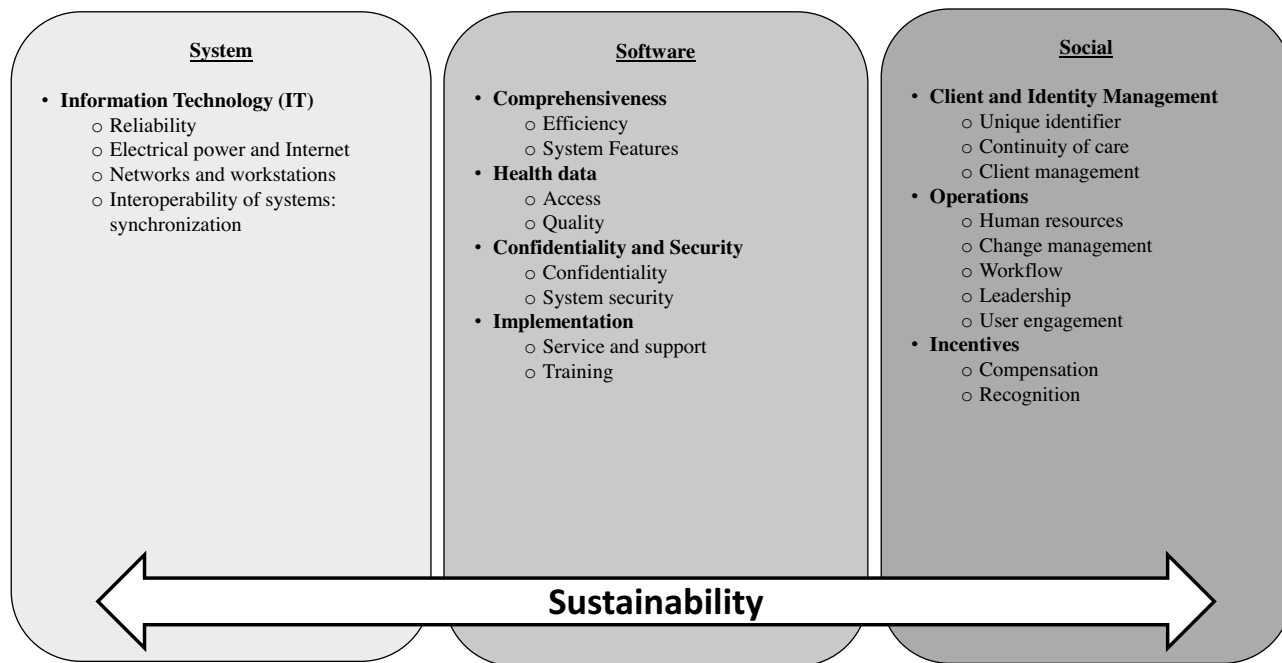 System
• Information Technology (IT)
o Reliability
o Electrical power and Internet
o Networks and workstations
o Interoperability of systems:
synchronization
Software
• Comprehensiveness
o Efficiency
o System Features
• Health data
o Access
o Quality
• Confidentiality and Security
o Confidentiality
o System security
• Implementation
o Service and support
o Training
Social
• Client and Identity Management
o Unique identifier
o Continuity of care
o Client management
• Operations
o Human resources
o Change management
o Workflow
o Leadership
o User engagement
• Incentives
o Compensation
o Recognition
Sustainability